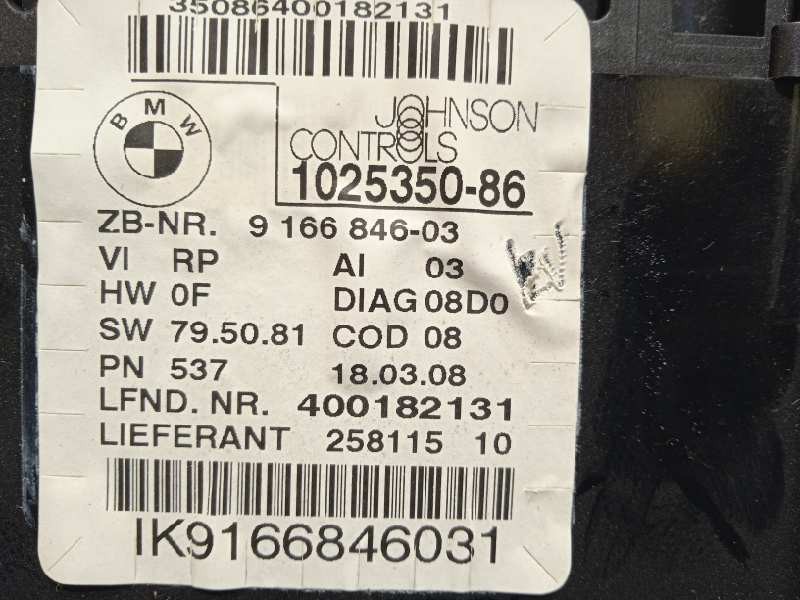 35086400182131
BMW
JOHNSON
CONTROLS
1025350-86
ZB-NR. 9 166 846-03
VI RP AI 03
HW 0F DIAG 08D0
SW 79.50.81 COD 08
PN 537 18.03.08
LFND. NR. 400182131
LIEFERANT 258115 10
IK9166846031